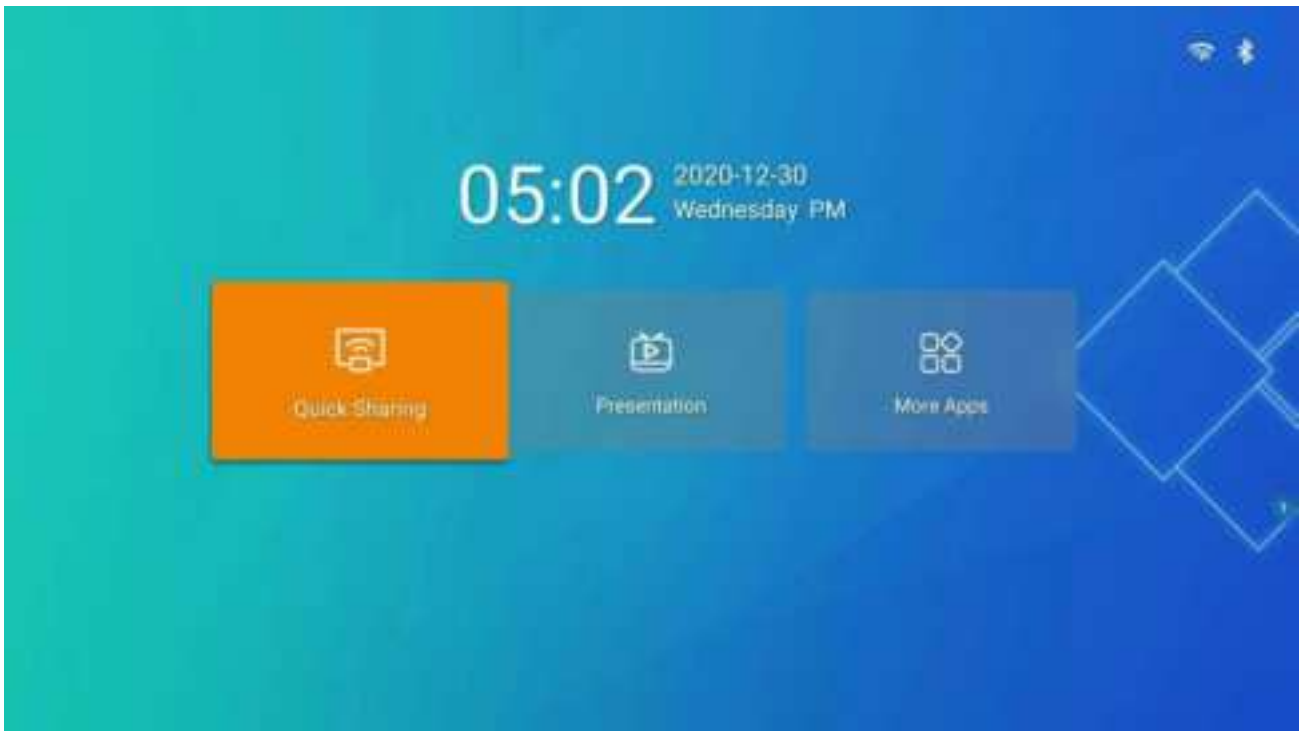 05:02
2020-12-30
Wednesday PM
Quick Sharing
Presentation
More Apps